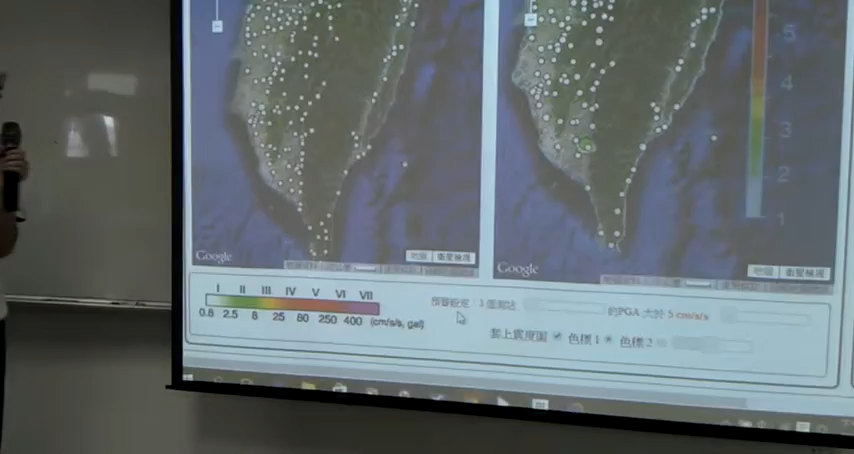 5
4
3
2
1
Google
地圖 衛星檢視
Google
地圖 衛星檢視
I II III IV V VI VII
0.8 2.5 8 25 80 250 400 (cm/s/s, gal)
預警設定 3 個測站 的PGA 大於 5 cm/s/s
套上震度圖 色標 1 色標 2